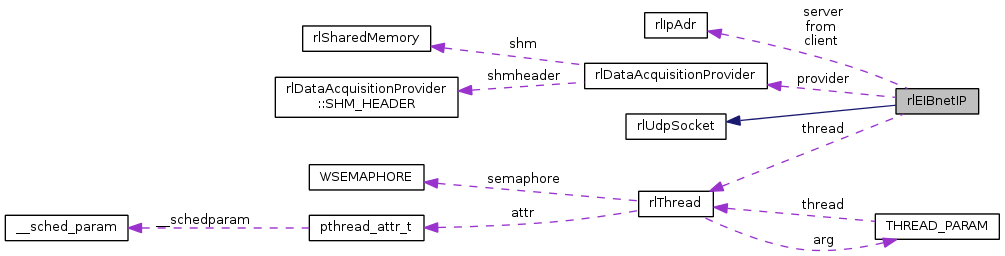 server
from
client
rlIpAdr
rlSharedMemory
shm
rlDataAcquisitionProvider
provider
shmheader
rlDataAcquisitionProvider
::SHM_HEADER
rlEIBnetIP
rlUdpSocket
thread
WSEMAPHORE
semaphore
rlThread
thread
attr
__schedparam
__sched_param
pthread_attr_t
THREAD_PARAM
arg